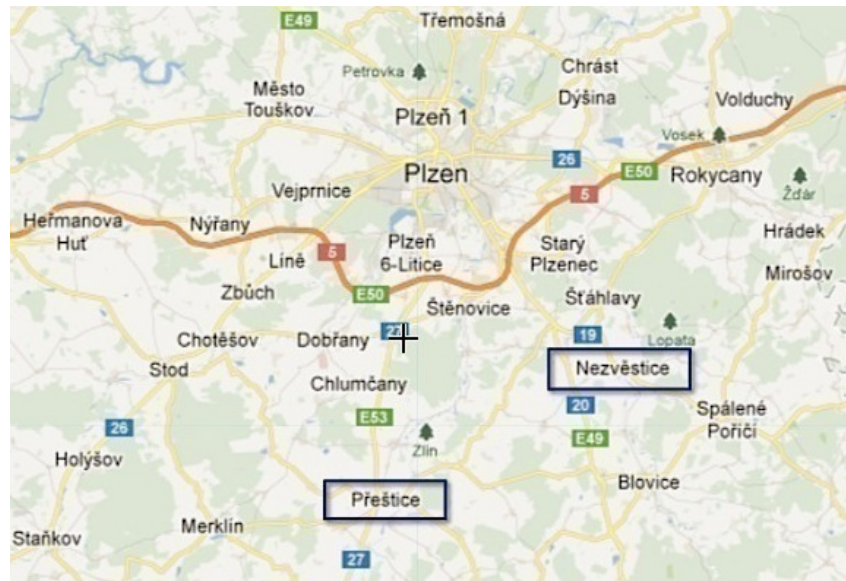 E49
Třemošná
Petrovka
Chrást
Město
Touškov
Dýšina
Volduchy
Plzeň 1
Vosek
26
E50
Plzen
Rokycany
Vejprnice
5
Žďár
Heřmanova
Huť
Nýřany
Plzeň
6-Litice
Starý
Plzenec
Hrádek
5
Líně
Mirošov
Zbůch
E50
Štěnovice
Šťáhlavy
27
19
Chotěšov
Dobřany
Lopata
Stod
Nezvěstice
Chlumčany
20
Spálené
Poříčí
E53
26
E49
Zlín
Holýšov
Blovice
Přeštice
Staňkov
Merklín
27